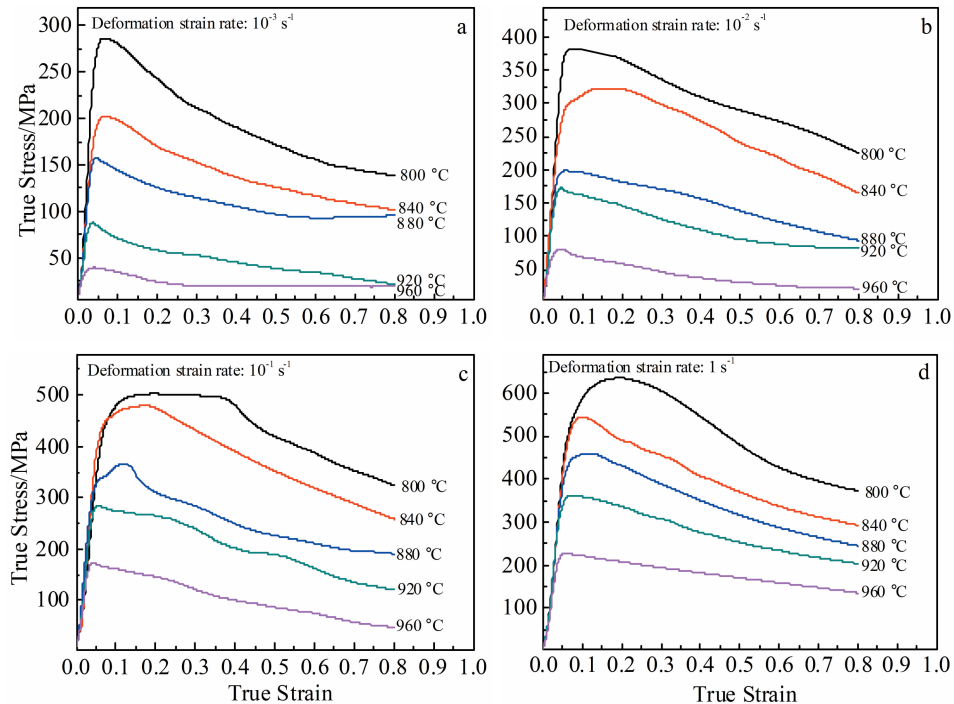 Deformation strain rate: 10⁻³ s⁻¹
a
True Stress/MPa
300
250
200
150
100
50
800 °C
840 °C
880 °C
920 °C
960 °C
0.0 0.1 0.2 0.3 0.4 0.5 0.6 0.7 0.8 0.9 1.0
Deformation strain rate: 10⁻² s⁻¹
b
True Stress/MPa
400
350
300
250
200
150
100
50
800 °C
840 °C
880 °C
920 °C
960 °C
0.0 0.1 0.2 0.3 0.4 0.5 0.6 0.7 0.8 0.9 1.0
Deformation strain rate: 10⁻¹ s⁻¹
c
True Stress/MPa
500
400
300
200
100
800 °C
840 °C
880 °C
920 °C
960 °C
0.0 0.1 0.2 0.3 0.4 0.5 0.6 0.7 0.8 0.9 1.0
True Strain
Deformation strain rate: 1 s⁻¹
d
True Stress/MPa
600
500
400
300
200
100
800 °C
840 °C
880 °C
920 °C
960 °C
0.0 0.1 0.2 0.3 0.4 0.5 0.6 0.7 0.8 0.9 1.0
True Strain